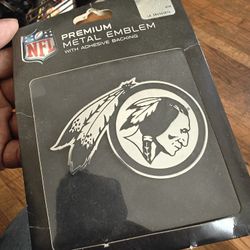 NFL
PREMIUM
METAL EMBLEM
WITH ADHESIVE BACKING